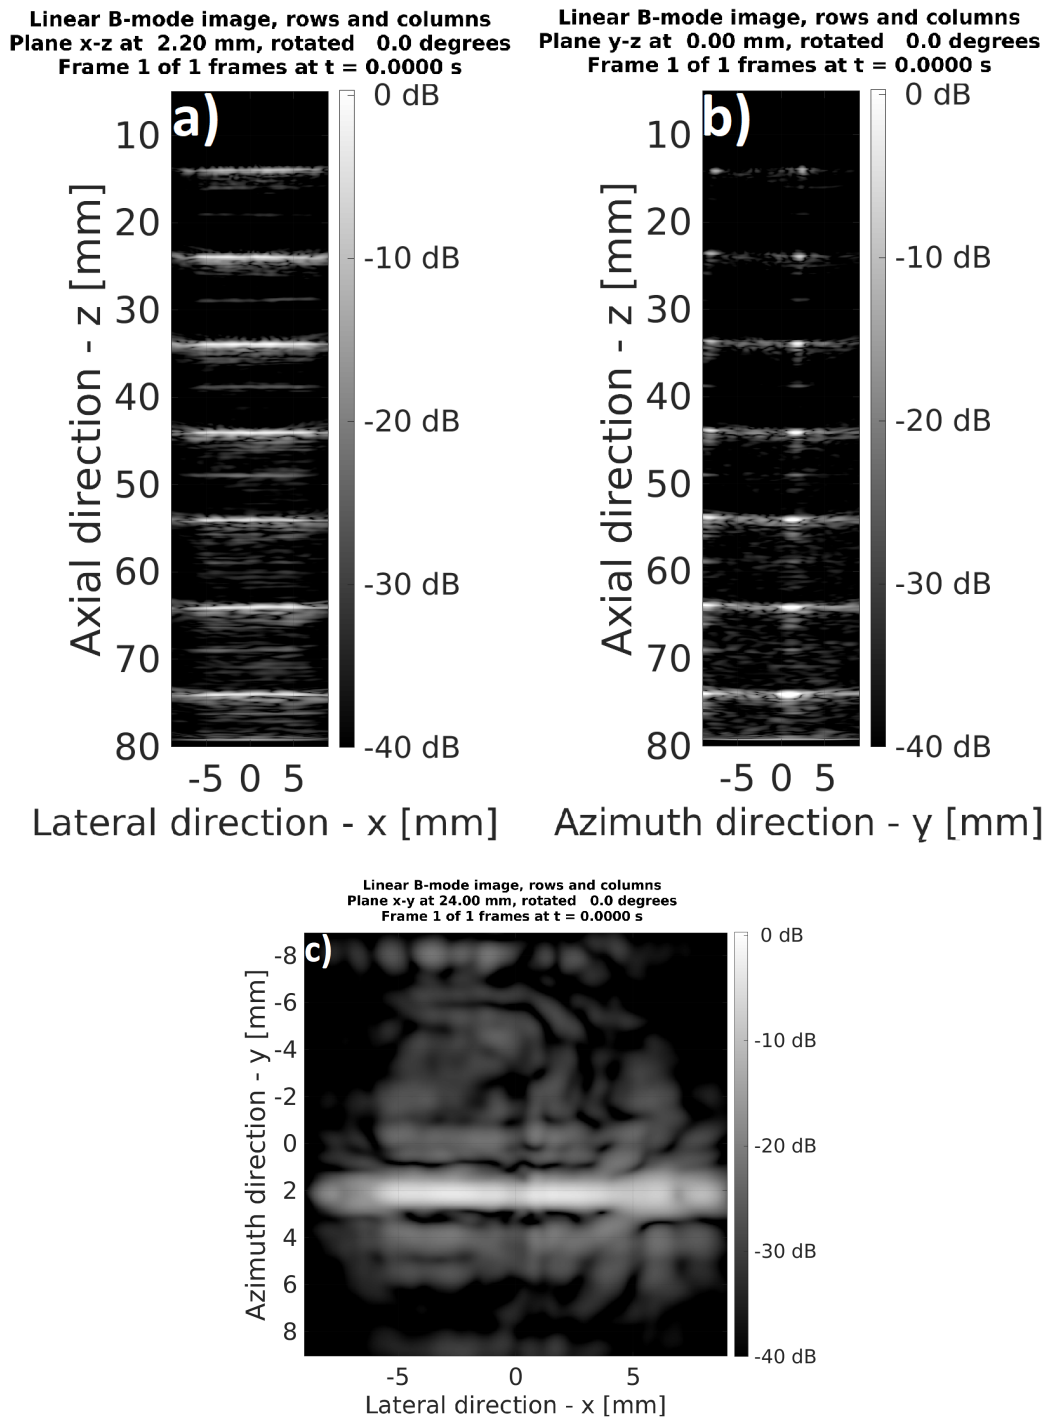 Linear B-mode image, rows and columns
Plane x-z at  2.20 mm, rotated   0.0 degrees
Frame 1 of 1 frames at t = 0.0000 s
a)
0 dB
-10 dB
-20 dB
-30 dB
-40 dB
10
20
30
40
50
60
70
80
Axial direction - z [mm]
-5 0 5
Lateral direction - x [mm]
Linear B-mode image, rows and columns
Plane y-z at  0.00 mm, rotated   0.0 degrees
Frame 1 of 1 frames at t = 0.0000 s
b)
0 dB
-10 dB
-20 dB
-30 dB
-40 dB
10
20
30
40
50
60
70
80
Axial direction - z [mm]
-5 0 5
Azimuth direction - y [mm]
Linear B-mode image, rows and columns
Plane x-y at 24.00 mm, rotated   0.0 degrees
Frame 1 of 1 frames at t = 0.0000 s
c)
0 dB
-10 dB
-20 dB
-30 dB
-40 dB
-8
-6
-4
-2
0
2
4
6
8
Azimuth direction - y [mm]
-5 0 5
Lateral direction - x [mm]